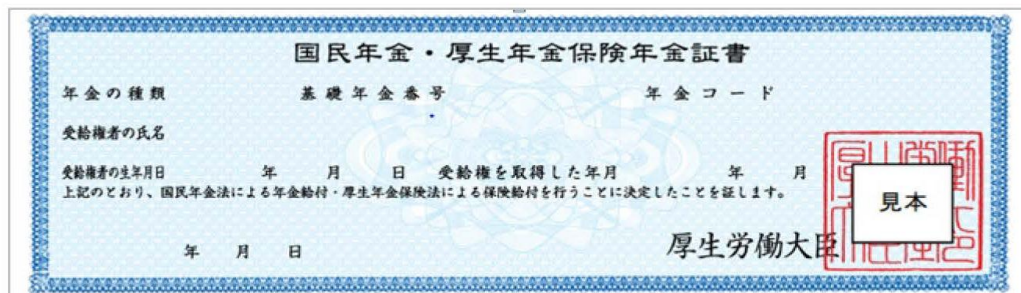 国民年金・厚生年金保険年金証書
年金の種類 基礎年金番号 年金コード
受給権者の氏名
受給権者の生年月日 年 月 日 受給権を取得した年月 年 月
上記のとおり、国民年金法による年金給付・厚生年金保険法による保険給付を行うことに決定したことを証します。
見本
年 月 日 厚生労働大臣